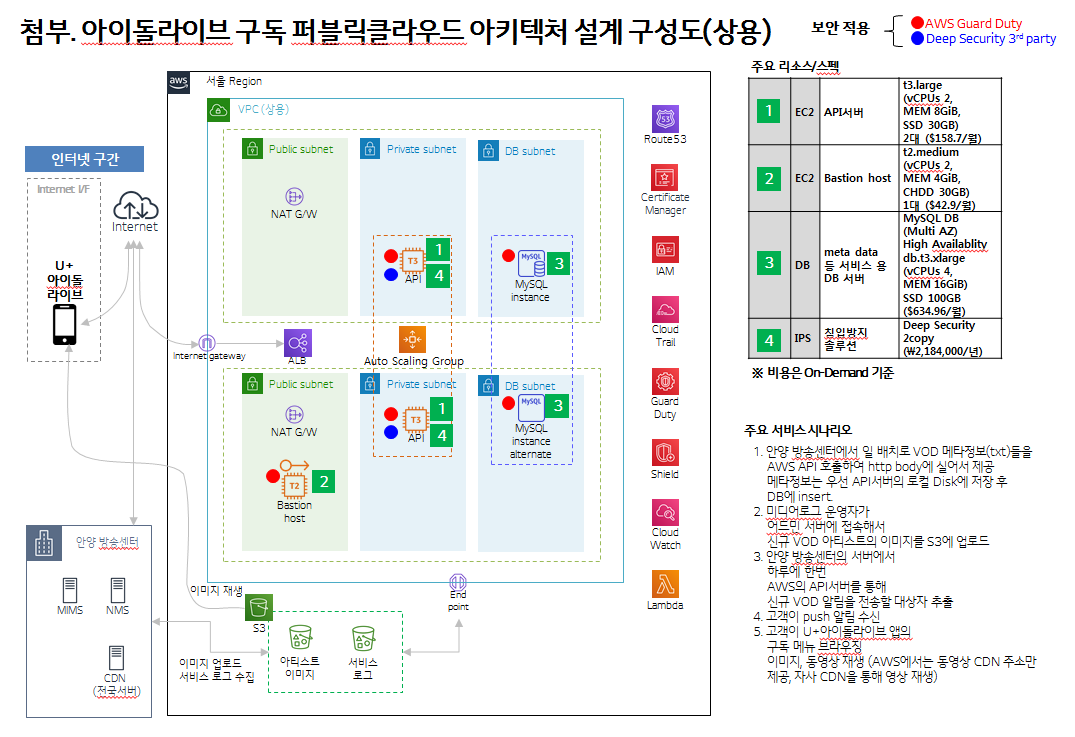 첨부. 아이돌라이브 구독 퍼블릭클라우드 아키텍처 설계 구성도(상용)
보안 적용
AWS Guard Duty
Deep Security 3rd party
인터넷 구간
Internet I/F
U+
아이돌
라이브
Internet
aws
서울 Region
VPC (상용)
Public subnet
Private subnet
DB subnet
NAT G/W
T3
API
1
4
MySQL
3
MySQL
instance
Internet gateway
ALB
Auto Scaling Group
Public subnet
Private subnet
DB subnet
NAT G/W
T3
API
1
4
MySQL
3
MySQL
instance
alternate
T2
2
Bastion
host
안양 방송센터
MIMS
NMS
CDN
(전국서버)
이미지 재생
S3
End
point
이미지 업로드
서비스 로그 수집
아티스트
이미지
서비스
로그
53
Route53
Certificate
Manager
IAM
Cloud
Trail
Guard
Duty
Shield
Cloud
Watch
Lambda
주요 리소스/스펙
1
EC2
API서버
t3.large
(vCPUs 2,
MEM 8GiB,
SSD 30GB)
2대 ($158.7/월)
2
EC2
Bastion host
t2.medium
(vCPUs 2,
MEM 4GiB,
CHDD 30GB)
1대 ($42.9/월)
3
DB
meta data
등 서비스 용
DB 서버
MySQL DB
(Multi AZ)
High Availablity
db.t3.xlarge
(vCPUs 4,
MEM 16GiB)
SSD 100GB
($634.96/월)
4
IPS
침입방지
솔루션
Deep Security
2copy
(₩2,184,000/년)
※ 비용은 On-Demand 기준
주요 서비스시나리오
1. 안양 방송센터에서 일 배치로 VOD 메타정보(txt)들을
AWS API 호출하여 http body에 실어서 제공
메타정보는 우선 API서버의 로컬 Disk에 저장 후
DB에 insert.
2. 미디어로그 운영자가
어드민 서버에 접속해서
신규 VOD 아티스트의 이미지를 S3에 업로드
3. 안양 방송센터의 서버에서
하루에 한번
AWS의 API서버를 통해
신규 VOD 알림을 전송할 대상자 추출
4. 고객이 push 알림 수신
5. 고객이 U+아이돌라이브 앱의
구독 메뉴 브라우징
이미지, 동영상 재생 (AWS에서는 동영상 CDN 주소만
제공, 자사 CDN을 통해 영상 재생)